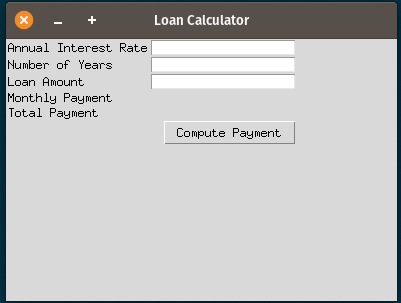 Loan Calculator
Annual Interest Rate
Number of Years
Loan Amount
Monthly Payment
Total Payment
Compute Payment